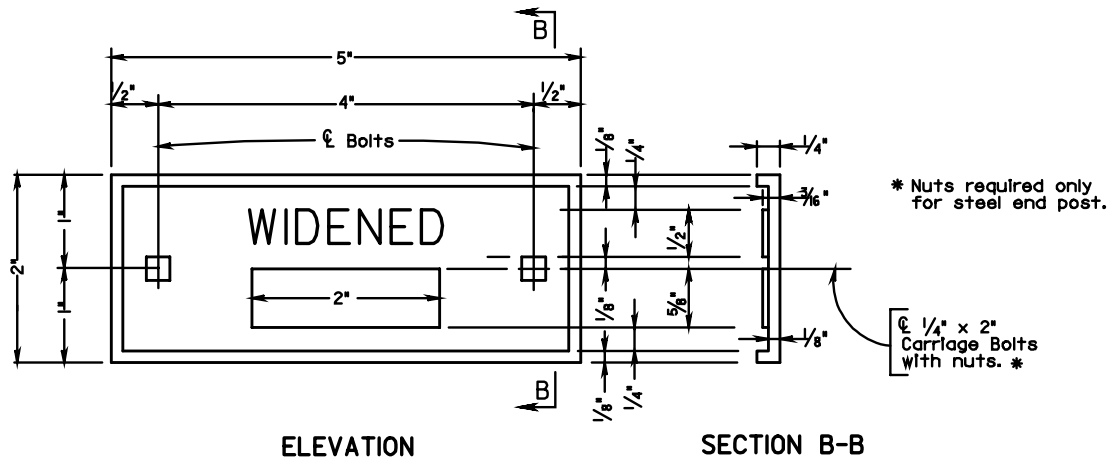 B
5"
1/2"
4"
1/2"
℄ Bolts
1/8"
1/4"
1/4"
3/16"
* Nuts required only
for steel end post.
WIDENED
1"
2"
1"
1/2"
2"
1/8"
5/8"
1/8"
℄ 1/4" x 2"
Carriage Bolts
with nuts. *
B
1/8"
1/4"
ELEVATION
SECTION B-B